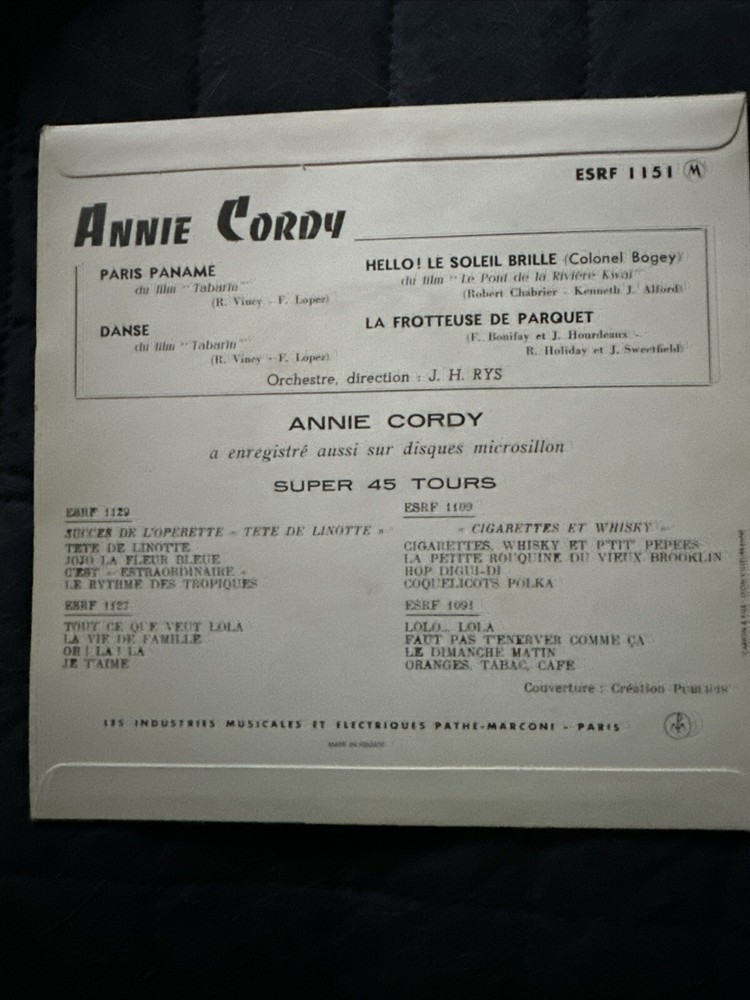 ESRF 1151 M
ANNIE CORDY
PARIS PANAME
du film "Tabarin"
(R. Vincy - F. Lopez)
DANSE
du film "Tabarin"
(R. Vincy - F. Lopez)
HELLO! LE SOLEIL BRILLE (Colonel Bogey)
du film "Le Pont de la Rivière Kwaï"
(Robert Chabrier - Kenneth J. Alford)
LA FROTTEUSE DE PARQUET
(F. Bonifay et J. Hourdeaux -
R. Holiday et J. Sweetfield)
Orchestre, direction : J. H. RYS
ANNIE CORDY
a enregistré aussi sur disques microsillon
SUPER 45 TOURS
ESRF 1129
SUCCES DE L'OPERETTE « TETE DE LINOTTE »
TETE DE LINOTTE
JOJO LA FLEUR BLEUE
C'EST « ESTRAORDINAIRE »
LE RYTHME DES TROPIQUES
ESRF 1127
TOUT CE QUE VEUT LOLA
LA VIE DE FAMILLE
OH ! LA ! LA
JE T'AIME
ESRF 1109
« CIGARETTES ET WHISKY »
CIGARETTES, WHISKY ET P'TIT' PEPEES
LA PETITE ROUQUINE DU VIEUX BROOKLIN
HOP DIGUI-DI
COQUELICOTS POLKA
ESRF 1091
LOLO... LOLA
FAUT PAS T'ENERVER COMME ÇA
LE DIMANCHE MATIN
ORANGES, TABAC, CAFE
Couverture : Création PUBLISTIS
LES INDUSTRIES MUSICALES ET ELECTRIQUES PATHE-MARCONI - PARIS
MADE IN FRANCE